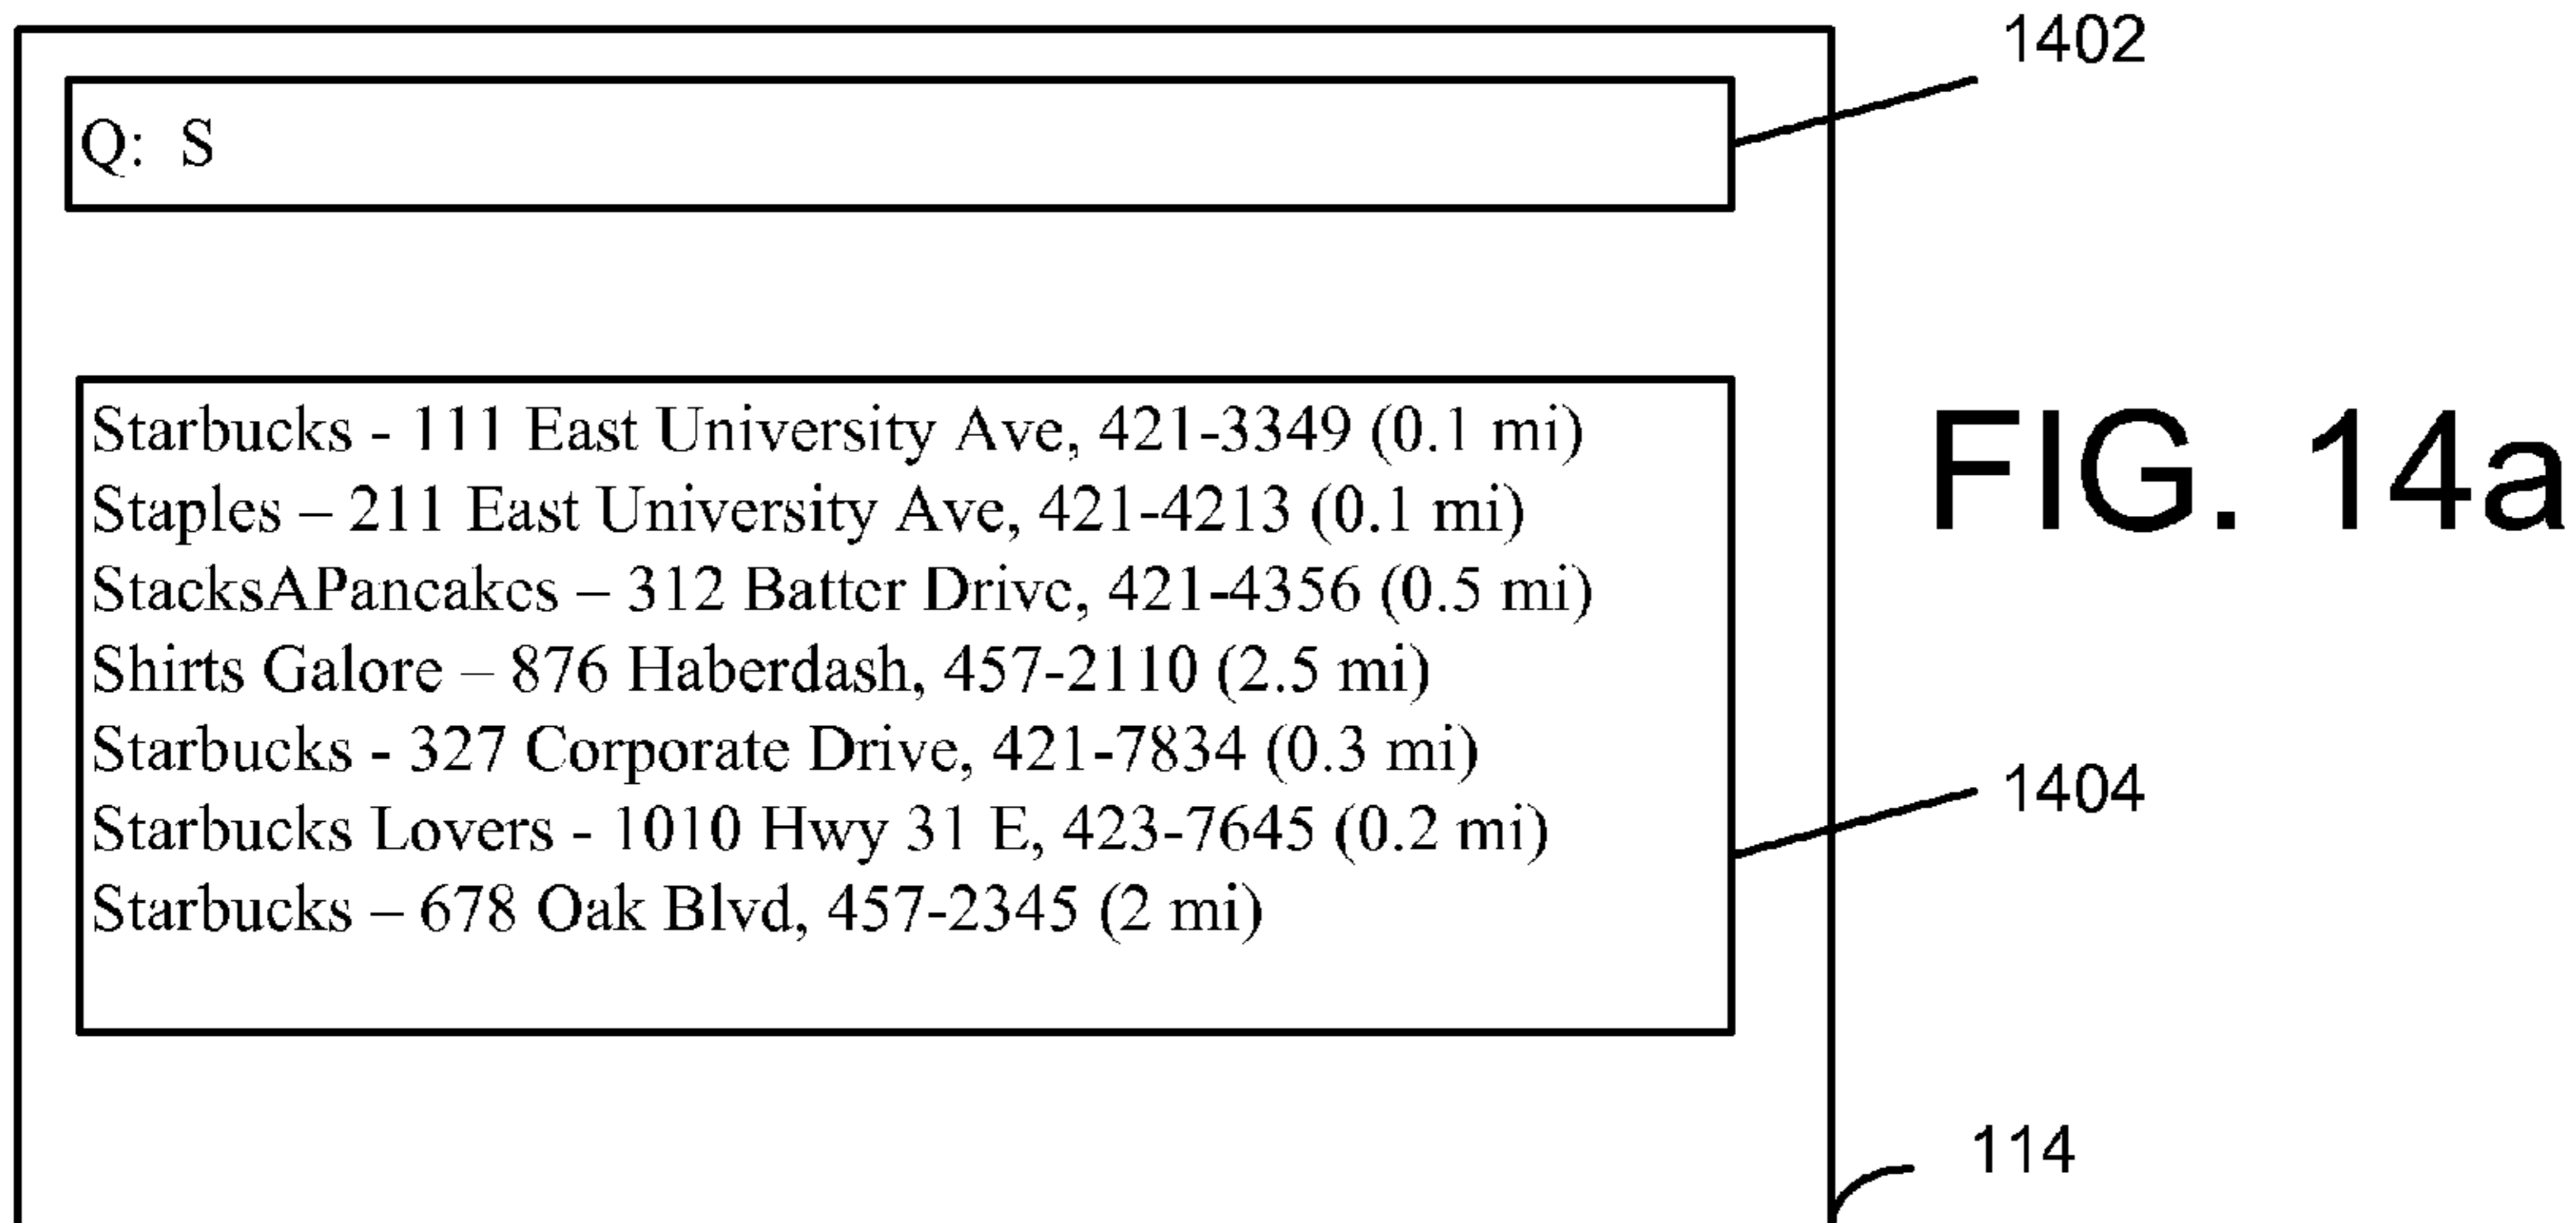 1402
Q: S
Starbucks - 111 East University Ave, 421-3349 (0.1 mi)
Staples – 211 East University Ave, 421-4213 (0.1 mi)
StacksAPancakes – 312 Batter Drive, 421-4356 (0.5 mi)
Shirts Galore – 876 Haberdash, 457-2110 (2.5 mi)
Starbucks - 327 Corporate Drive, 421-7834 (0.3 mi)
Starbucks Lovers - 1010 Hwy 31 E, 423-7645 (0.2 mi)
Starbucks – 678 Oak Blvd, 457-2345 (2 mi)
FIG. 14a
1404
114